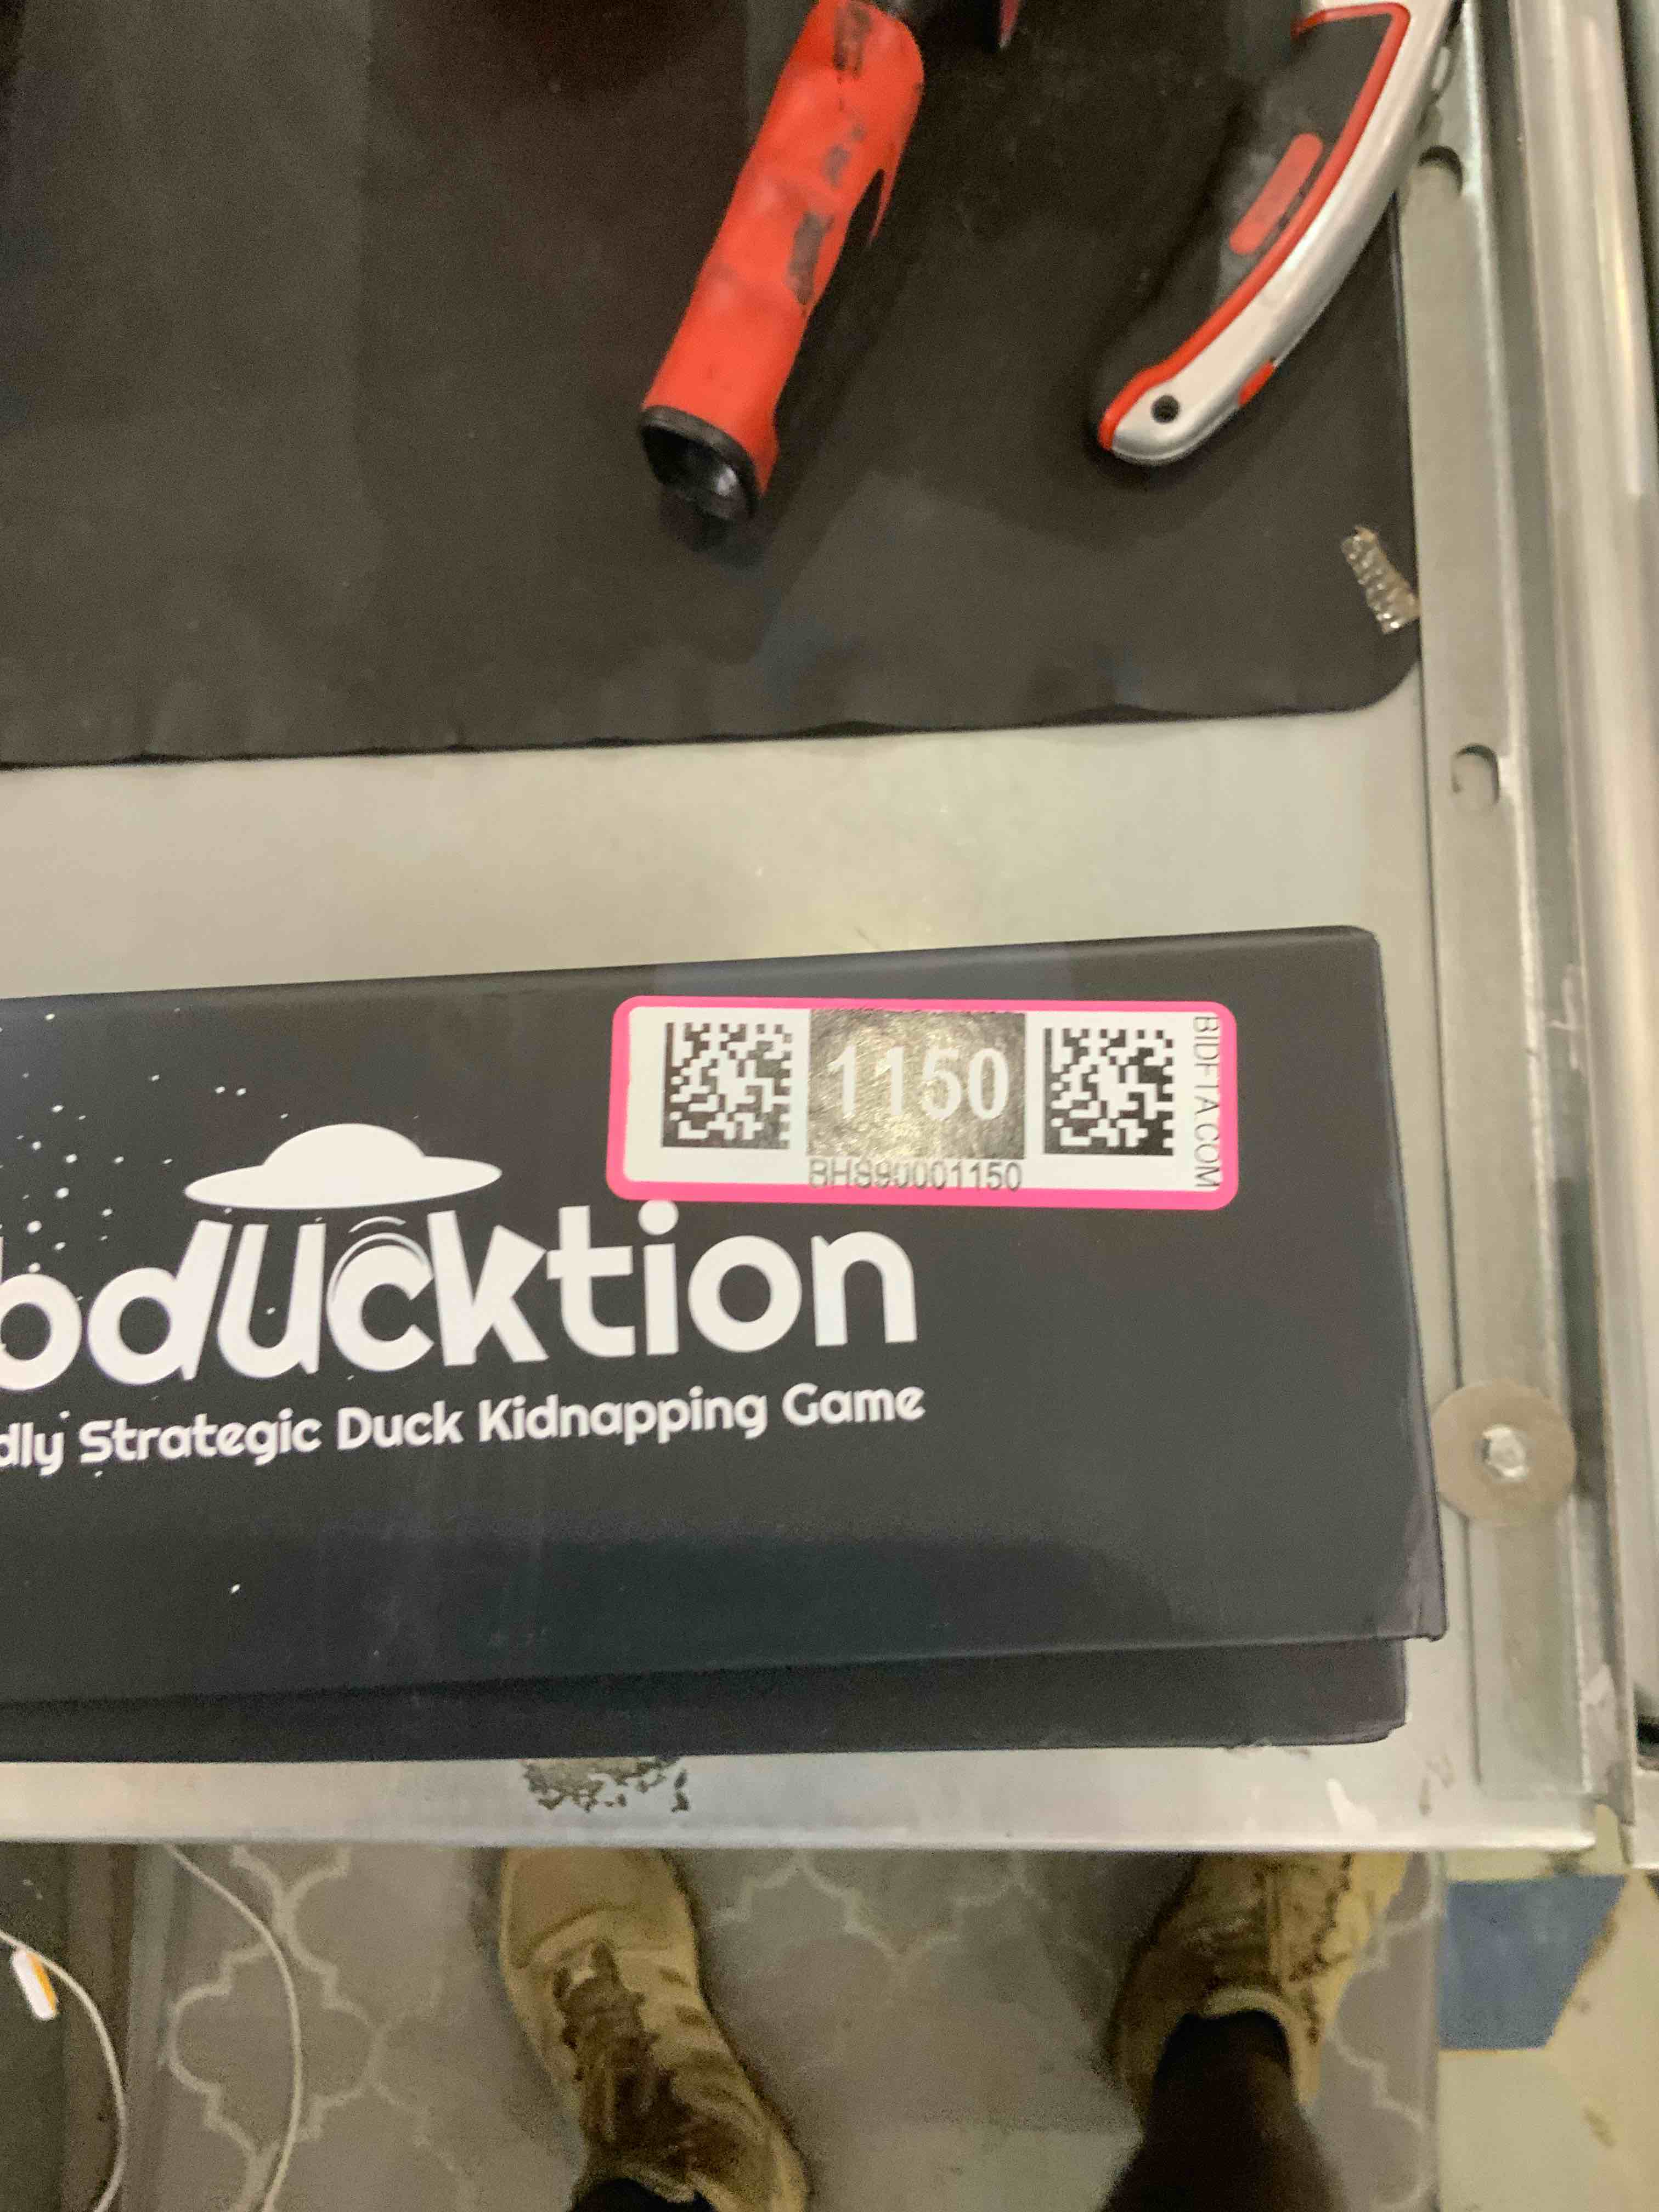 1150
BHS90001150
BIDFTA.COM
bducktion
dly Strategic Duck Kidnapping Game